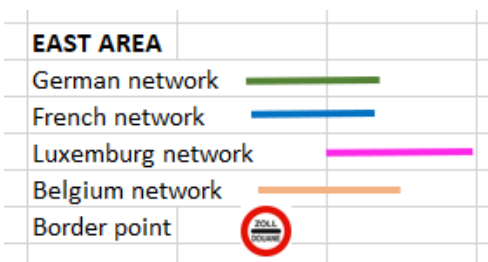 EAST AREA
German network
French network
Luxemburg network
Belgium network
Border point
ZOLL
DOUANE